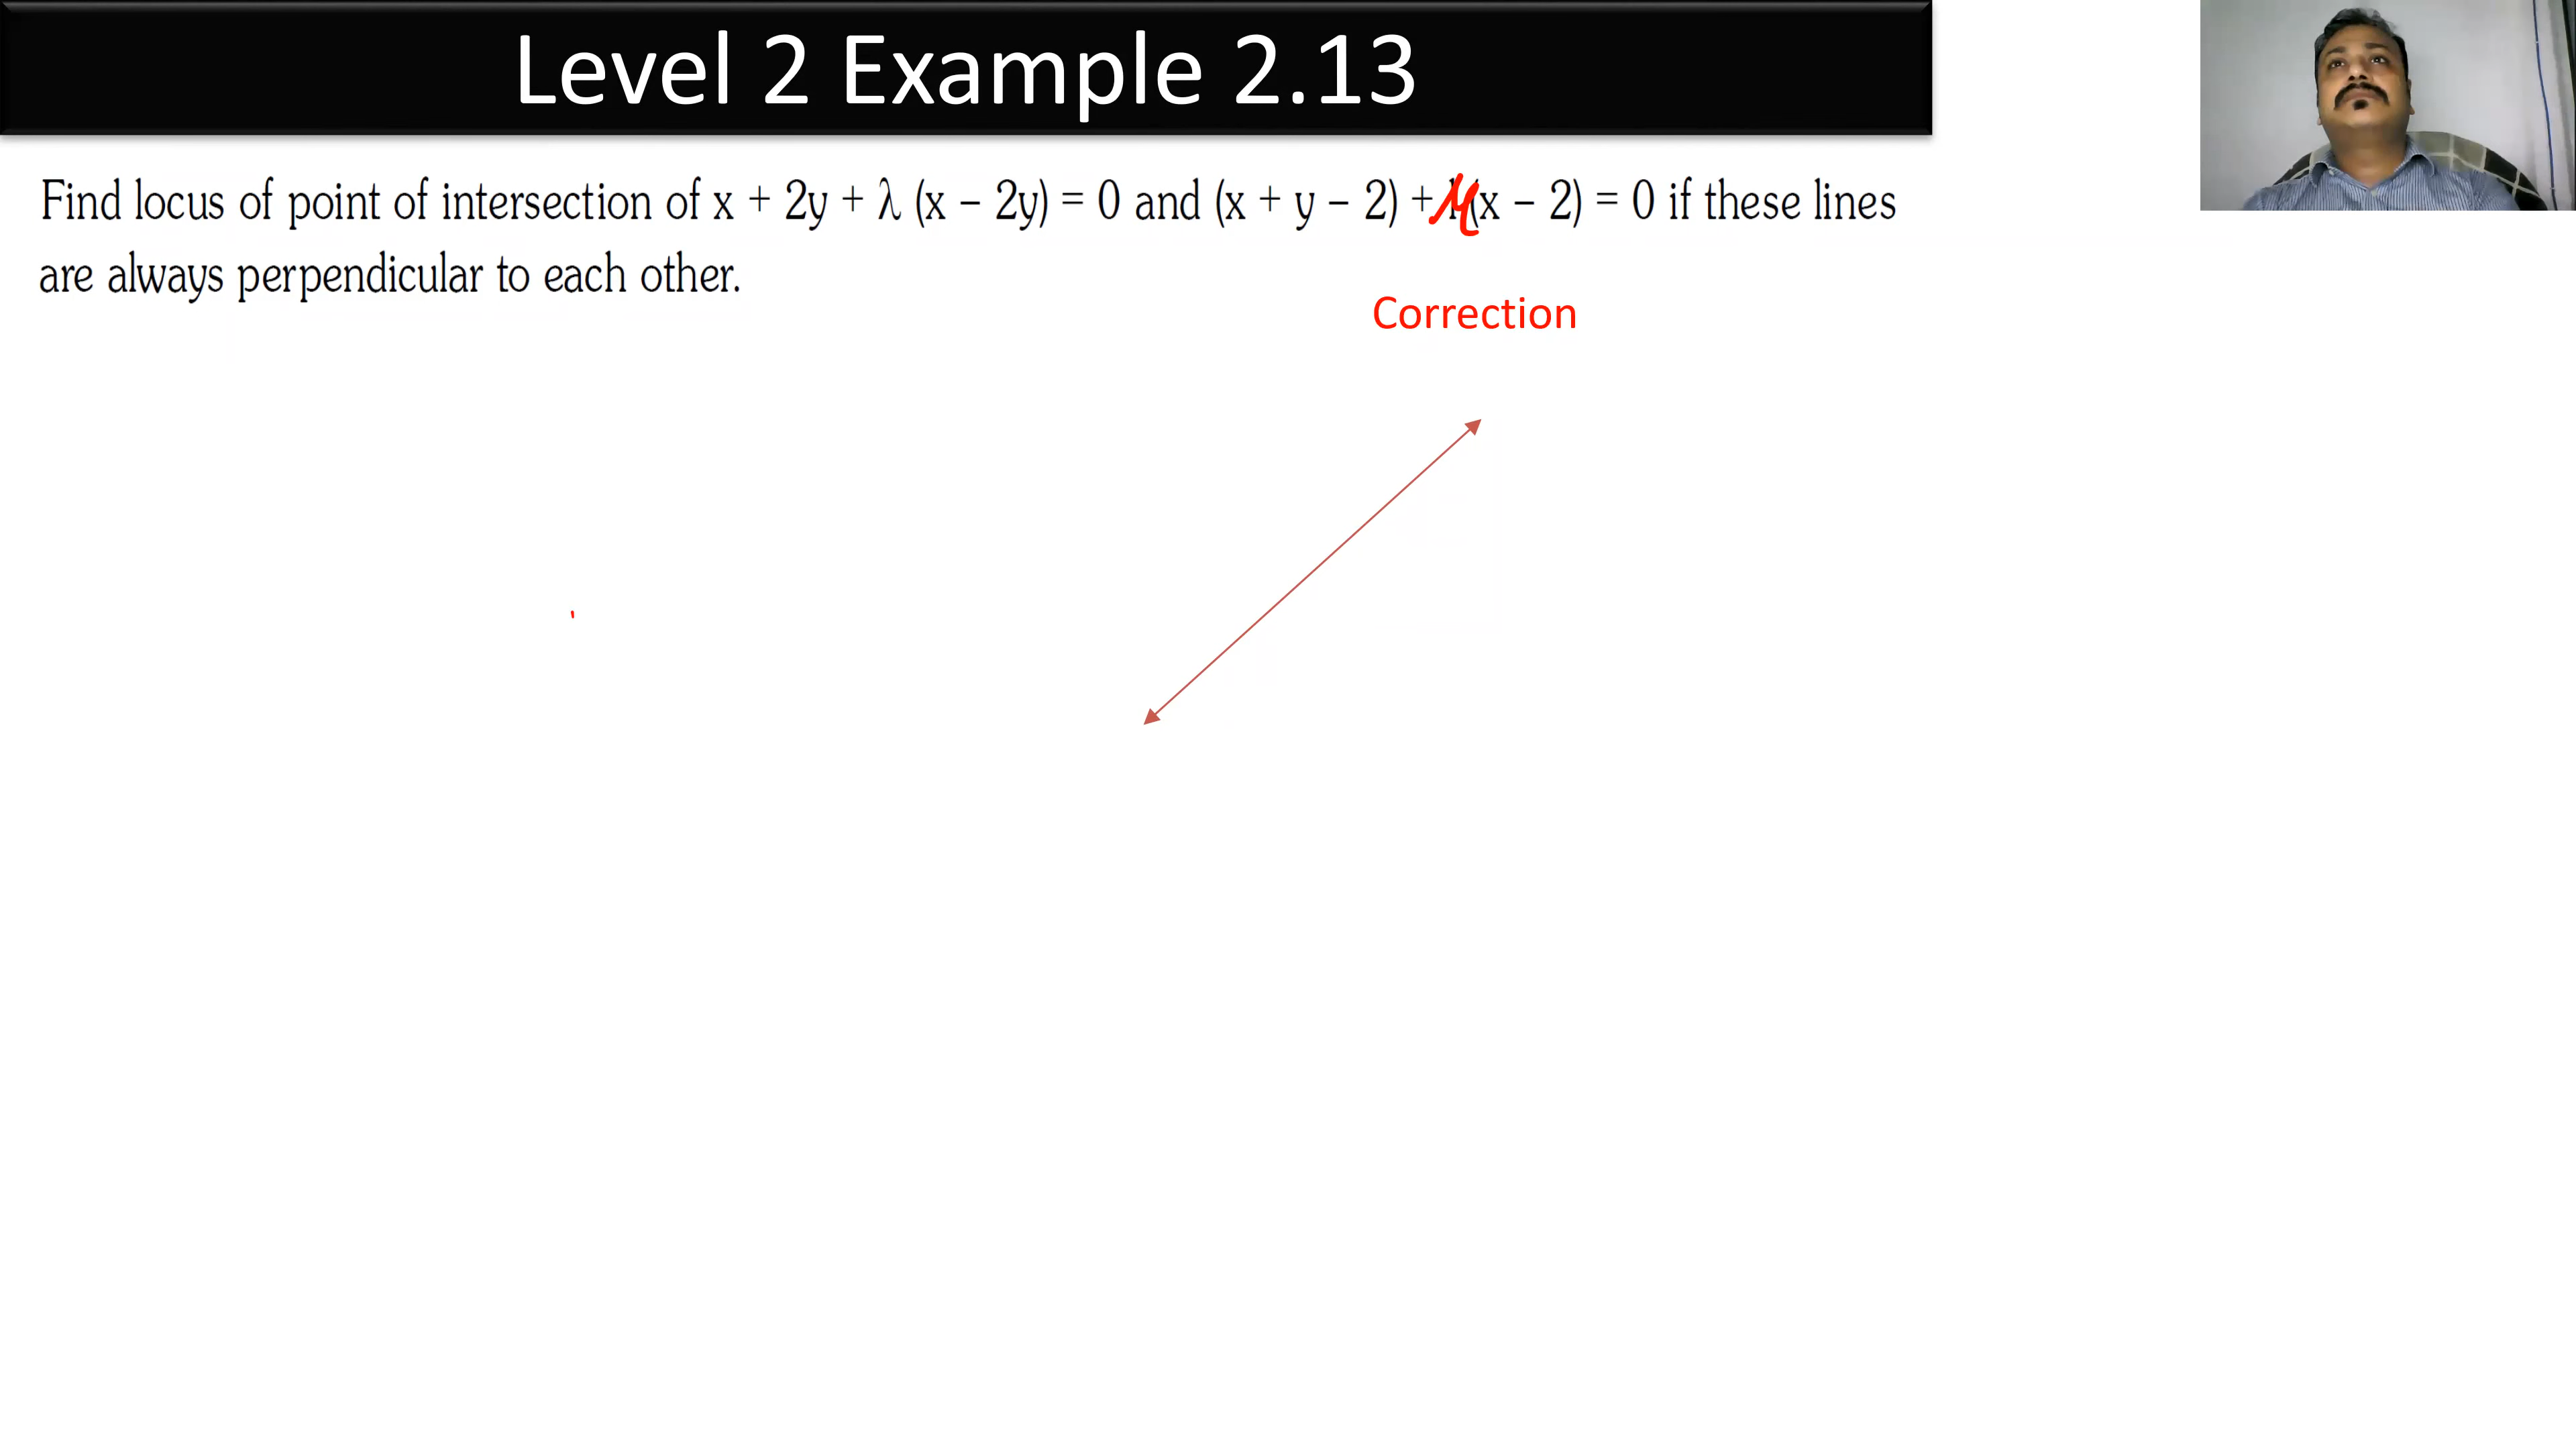 Level 2 Example 2.13
Find locus of point of intersection of x + 2y + λ (x – 2y) = 0 and (x + y – 2) + μ(x – 2) = 0 if these lines
are always perpendicular to each other.
Correction